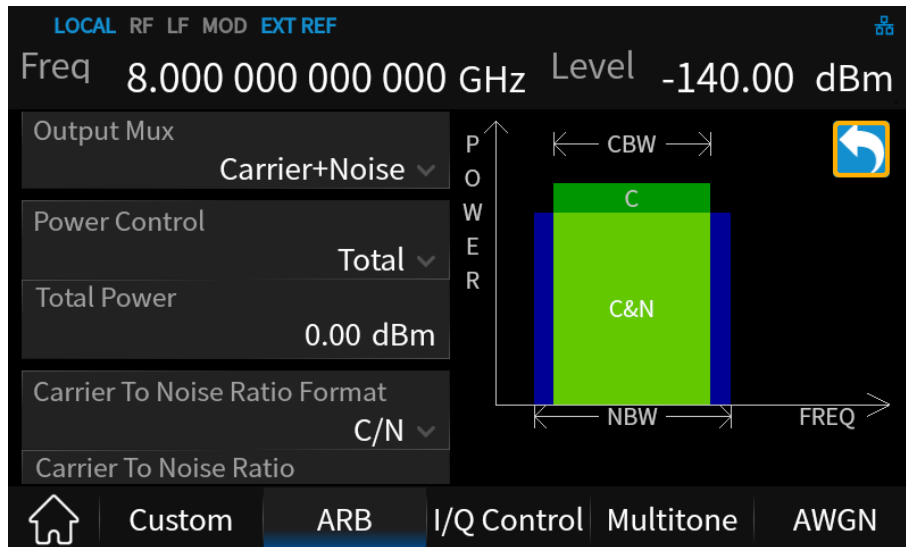 LOCAL RF LF MOD EXT REF
Freq 8.000 000 000 000 GHz Level -140.00 dBm
Output Mux
Carrier+Noise
Power Control
Total
Total Power
0.00 dBm
Carrier To Noise Ratio Format
C/N
Carrier To Noise Ratio
POWER
CBW
C
C&N
NBW
FREQ
Custom ARB I/Q Control Multitone AWGN